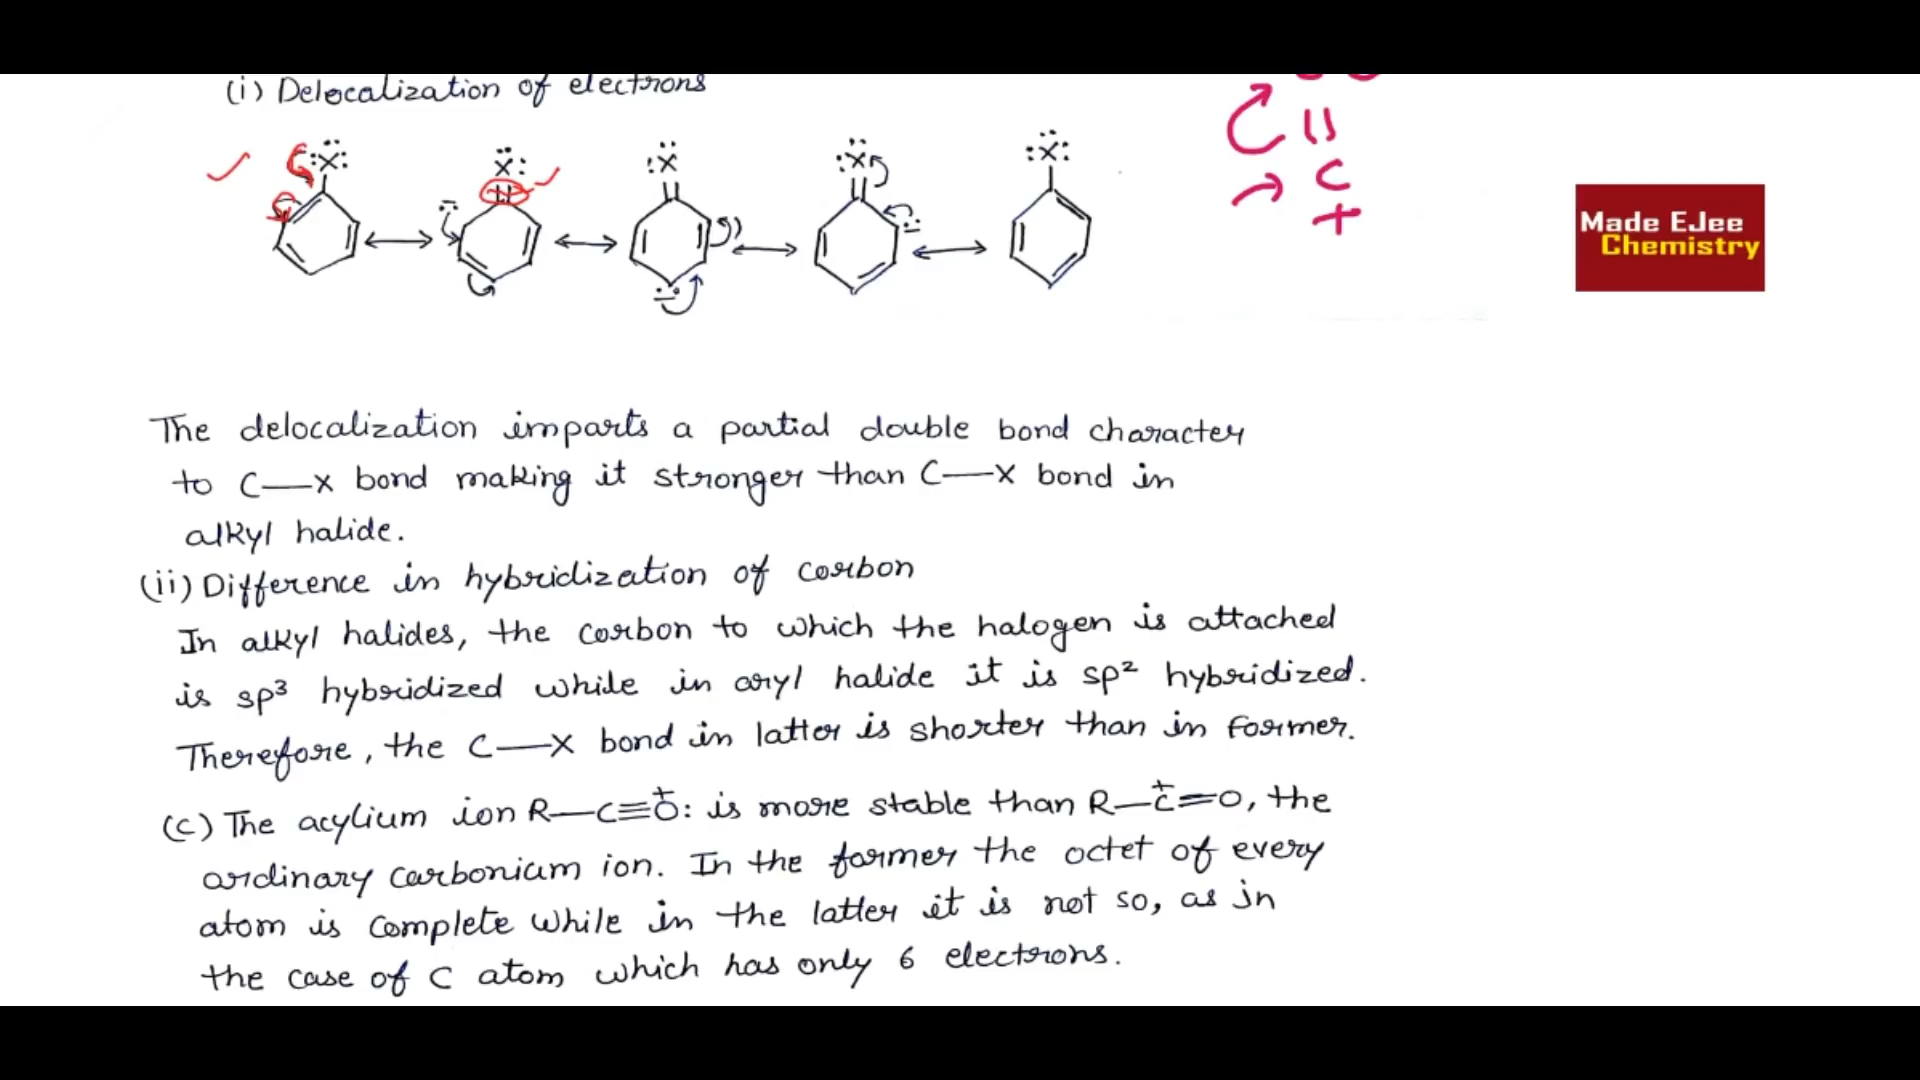 (i) Delocalization of electrons
:Ẍ: Ẍ: :Ẍ :Ẍ :Ẍ:
C
+
Made EJee
Chemistry
The delocalization imparts a partial double bond character
to C—X bond making it stronger than C—X bond in
alkyl halide.
(ii) Difference in hybridization of corbon
In alkyl halides, the corbon to which the halogen is attached
is sp³ hybridized while in aryl halide it is sp² hybridized.
Therefore, the C—X bond in latter is shorter than in former.
(c) The acylium ion R—C≡O⁺: is more stable than R—C⁺=O, the
ordinary carbonium ion. In the former the octet of every
atom is complete while in the latter it is not so, as in
the case of C atom which has only 6 electrons.